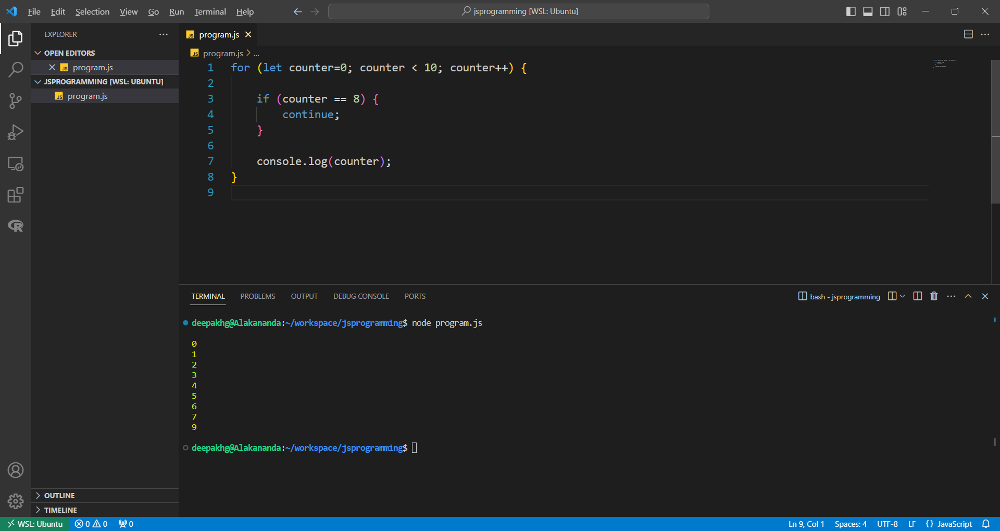 File Edit Selection View Go Run Terminal Help
jsprogramming [WSL: Ubuntu]
EXPLORER
OPEN EDITORS
JS program.js
JSPROGRAMMING [WSL: UBUNTU]
JS program.js
JS program.js
JS program.js > ...
1 for (let counter=0; counter < 10; counter++) {
2
3 if (counter == 8) {
4 continue;
5 }
6
7 console.log(counter);
8 }
9
TERMINAL PROBLEMS OUTPUT DEBUG CONSOLE PORTS
bash - jsprogramming
deepakhg@Alakananda:~/workspace/jsprogramming$ node program.js
0
1
2
3
4
5
6
7
9
deepakhg@Alakananda:~/workspace/jsprogramming$
R
OUTLINE
TIMELINE
WSL: Ubuntu 0 0 0
Ln 9, Col 1 Spaces: 4 UTF-8 LF {} JavaScript